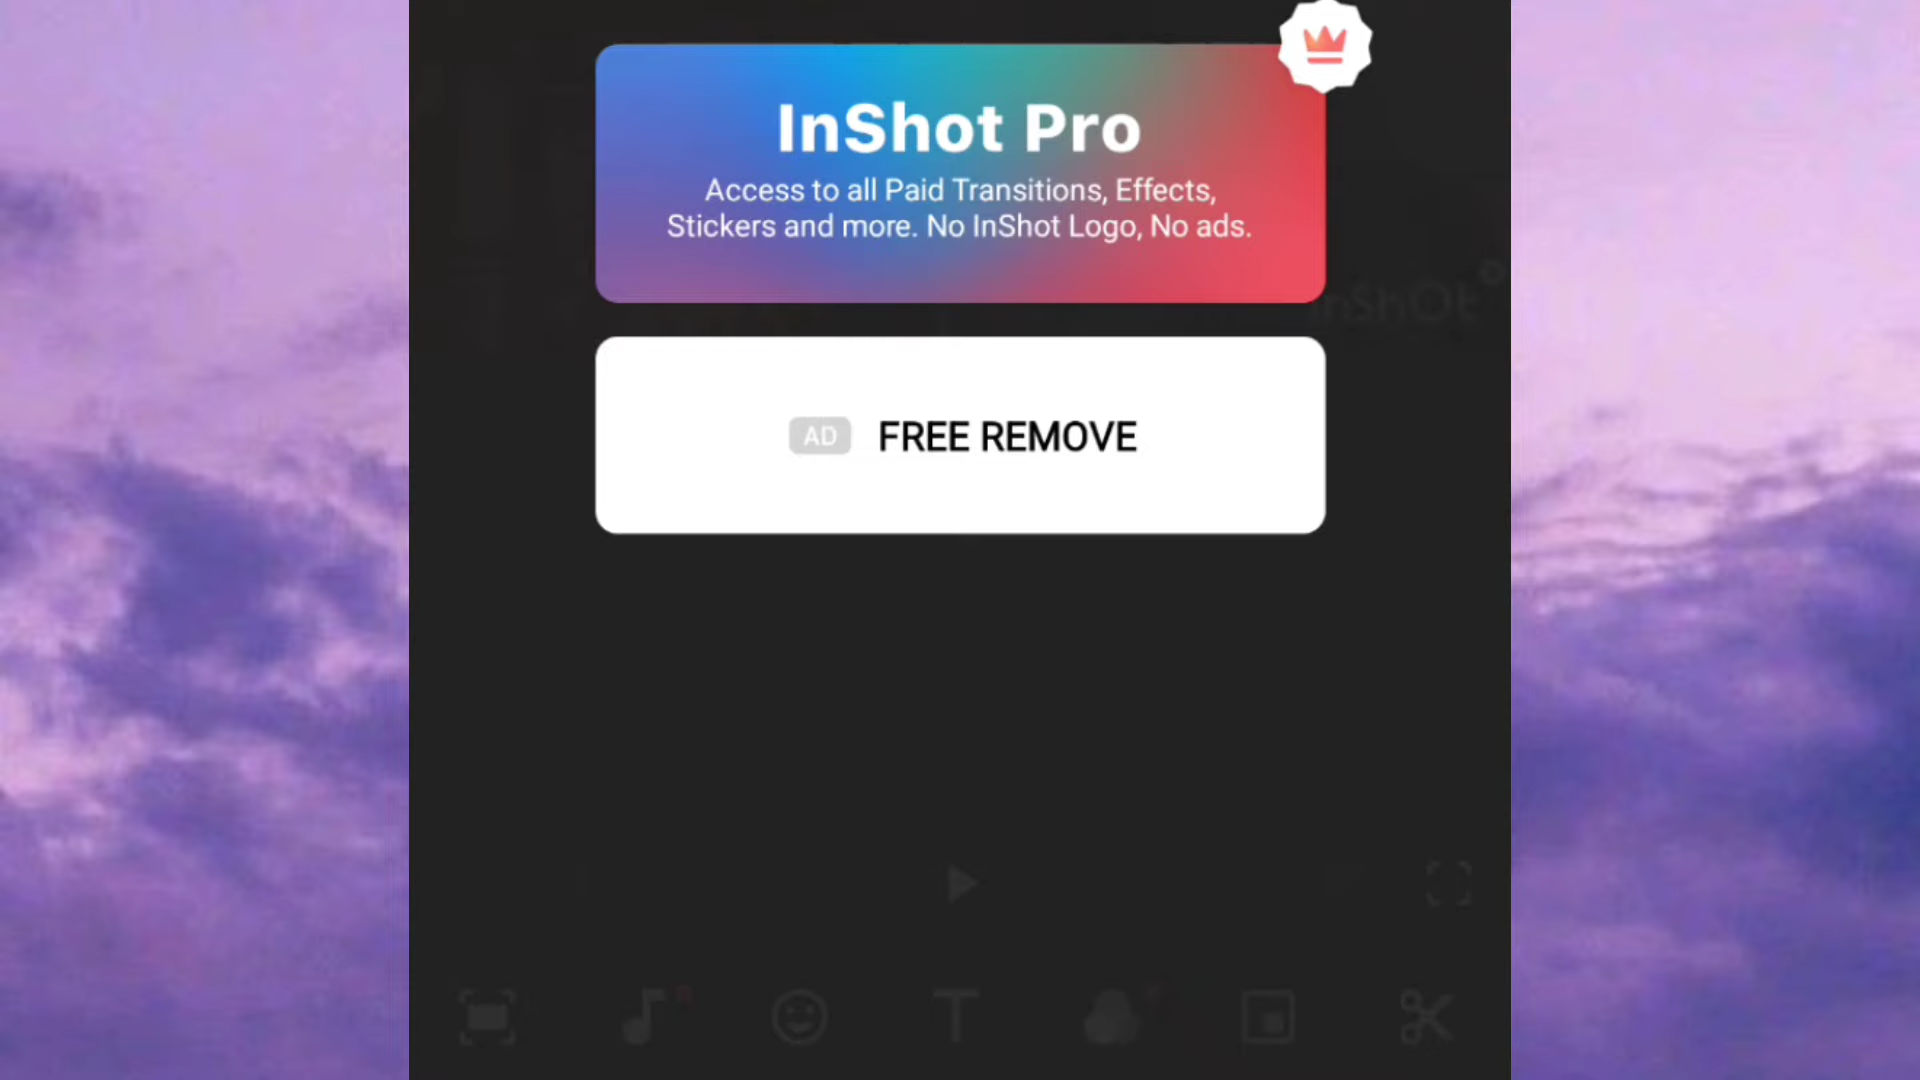 InShot Pro
Access to all Paid Transitions, Effects,
Stickers and more. No InShot Logo, No ads.
InShOt
AD FREE REMOVE